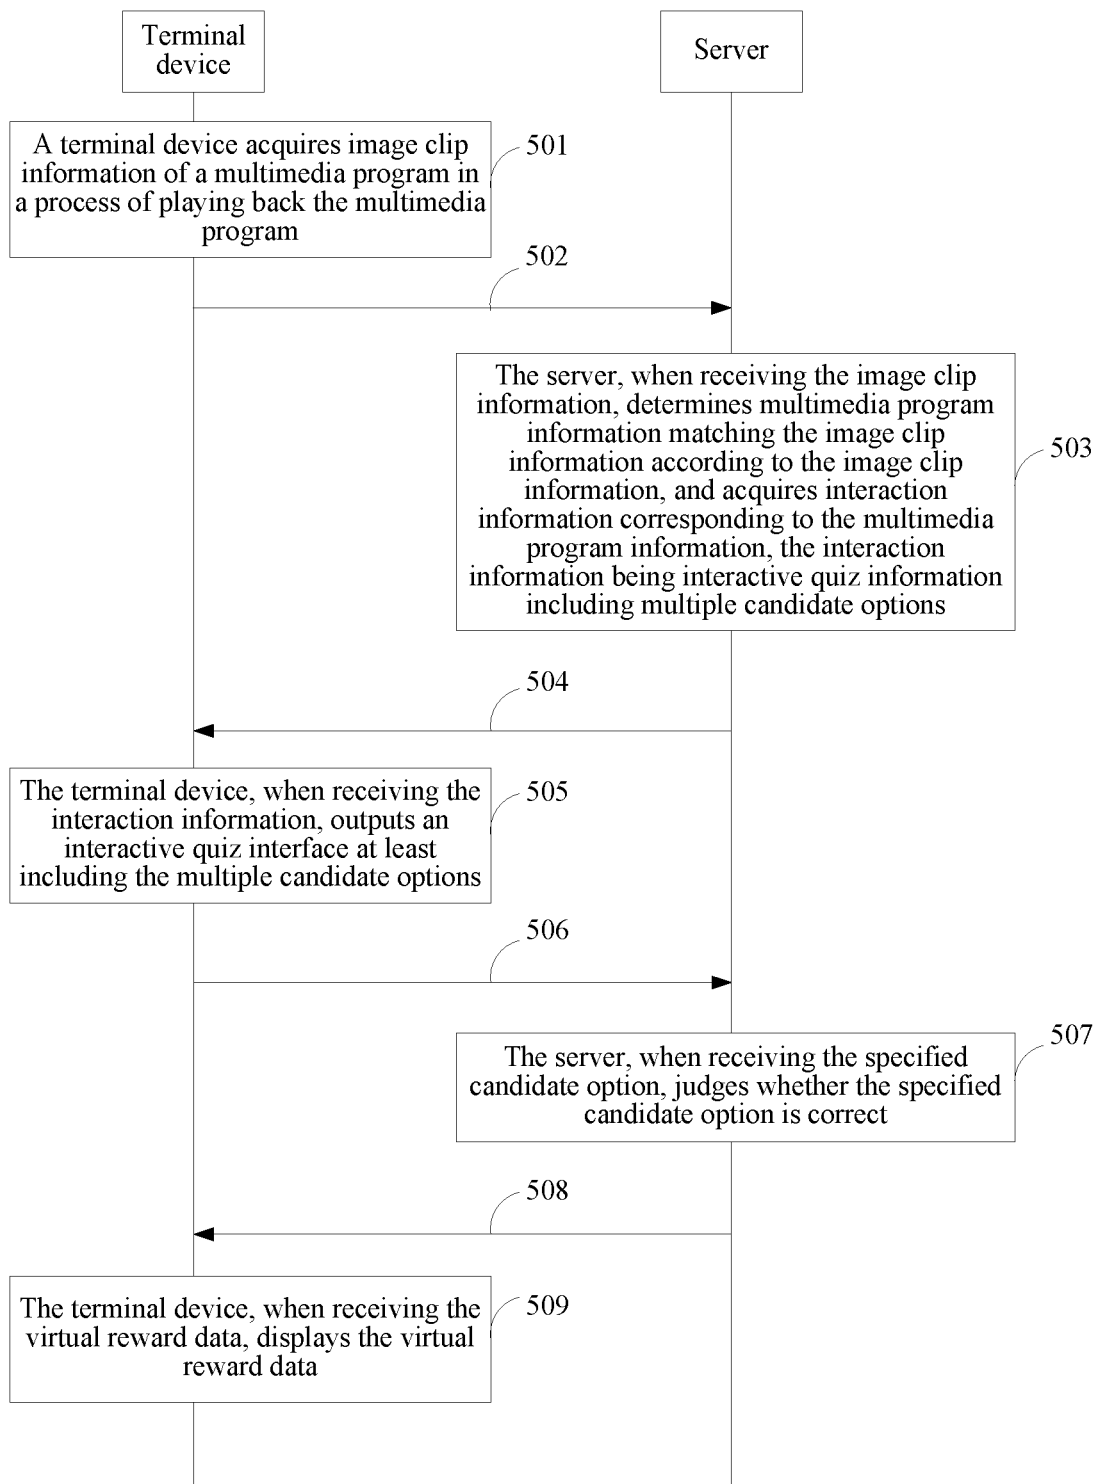 Terminal
device
Server
A terminal device acquires image clip
information of a multimedia program in
a process of playing back the multimedia
program
501
502
The server, when receiving the image clip
information, determines multimedia program
information matching the image clip
information according to the image clip
information, and acquires interaction
information corresponding to the multimedia
program information, the interaction
information being interactive quiz information
including multiple candidate options
503
504
The terminal device, when receiving the
interaction information, outputs an
interactive quiz interface at least
including the multiple candidate options
505
506
The server, when receiving the specified
candidate option, judges whether the specified
candidate option is correct
507
508
The terminal device, when receiving the
virtual reward data, displays the virtual
reward data
509